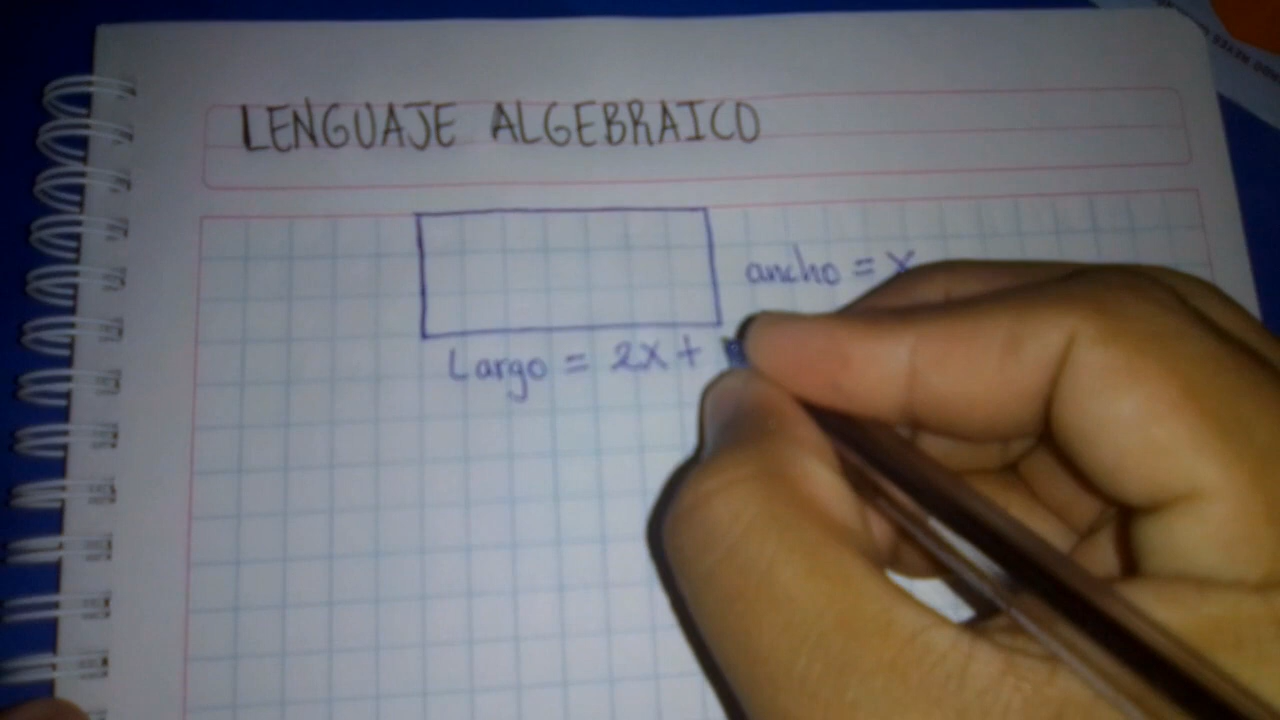 LENGUAJE ALGEBRAICO
ancho = x
Largo = 2x +